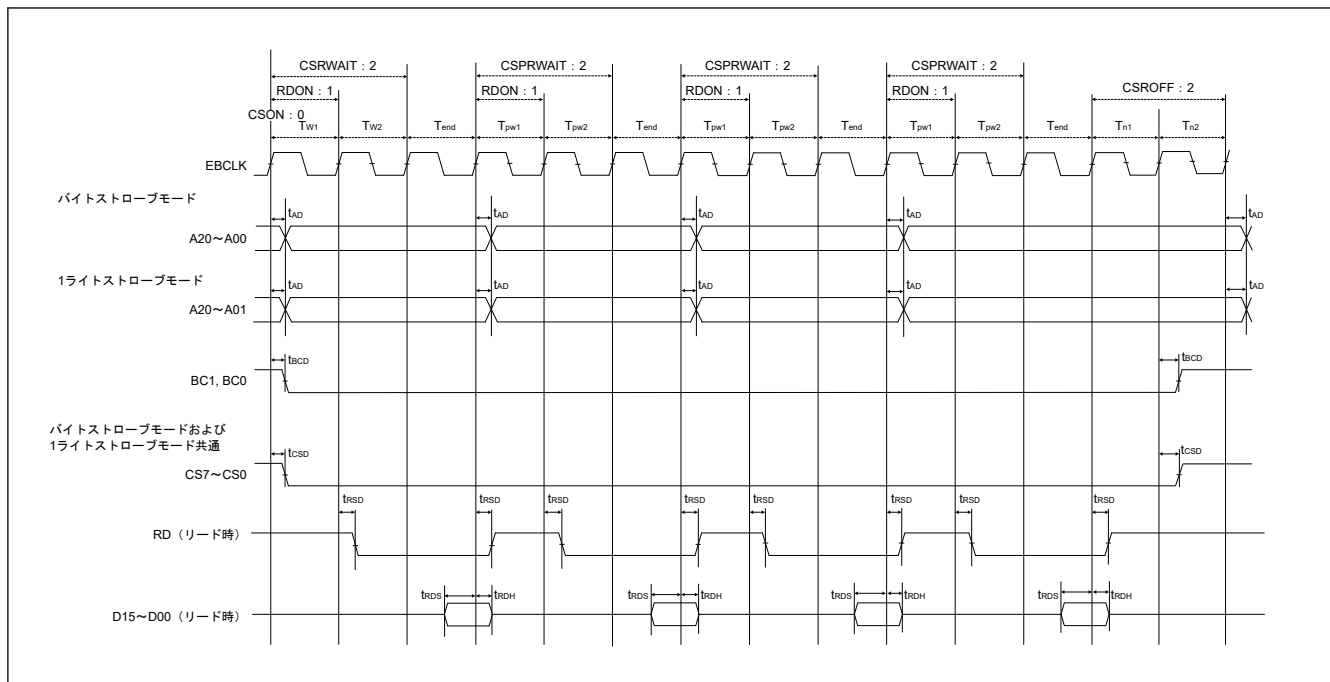 CSRWAIT：2 CSPRWAIT：2 CSPRWAIT：2 CSPRWAIT：2
RDON：1 RDON：1 RDON：1 RDON：1 CSROFF：2
CSON：0
TW1 TW2 Tend Tpw1 Tpw2 Tend Tpw1 Tpw2 Tend Tpw1 Tpw2 Tend Tn1 Tn2
EBCLK
バイトストローブモード
tAD tAD tAD tAD tAD
A20～A00
1ライトストローブモード
tAD tAD tAD tAD tAD
A20～A01
tBCD tBCD
BC1, BC0
バイトストローブモードおよび
1ライトストローブモード共通
tCSD tCSD
CS7～CS0
tRSD tRSD tRSD tRSD tRSD tRSD tRSD tRSD
RD（リード時）
tRDS tRDH tRDS tRDH tRDS tRDH tRDS tRDH
D15～D00（リード時）